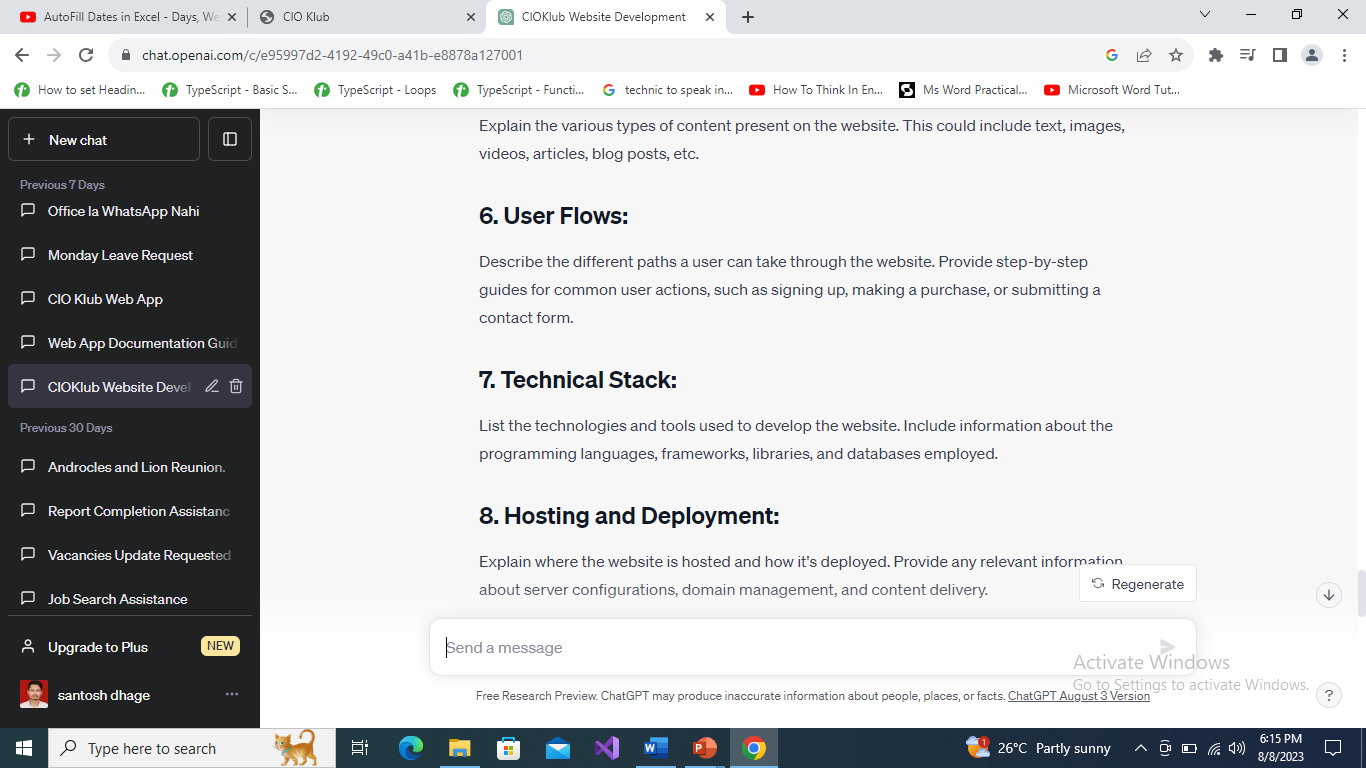 AutoFill Dates in Excel - Days, We
CIO Klub
CIOKlub Website Development
chat.openai.com/c/e95997d2-4192-49c0-a41b-e8878a127001
How to set Headin...
TypeScript - Basic S...
TypeScript - Loops
TypeScript - Functi...
technic to speak in...
How To Think In En...
Ms Word Practical...
Microsoft Word Tut...
New chat
Previous 7 Days
Office la WhatsApp Nahi
Monday Leave Request
CIO Klub Web App
Web App Documentation Guid
CIOKlub Website Devel
Previous 30 Days
Androcles and Lion Reunion.
Report Completion Assistanc
Vacancies Update Requested
Job Search Assistance
Upgrade to Plus
NEW
santosh dhage
Explain the various types of content present on the website. This could include text, images,
videos, articles, blog posts, etc.
6. User Flows:
Describe the different paths a user can take through the website. Provide step-by-step
guides for common user actions, such as signing up, making a purchase, or submitting a
contact form.
7. Technical Stack:
List the technologies and tools used to develop the website. Include information about the
programming languages, frameworks, libraries, and databases employed.
8. Hosting and Deployment:
Explain where the website is hosted and how it's deployed. Provide any relevant information
about server configurations, domain management, and content delivery.
Regenerate
Send a message
Activate Windows
Go to Settings to activate Windows.
Free Research Preview. ChatGPT may produce inaccurate information about people, places, or facts. ChatGPT August 3 Version
?
Type here to search
1
26°C Partly sunny
6:15 PM
8/8/2023